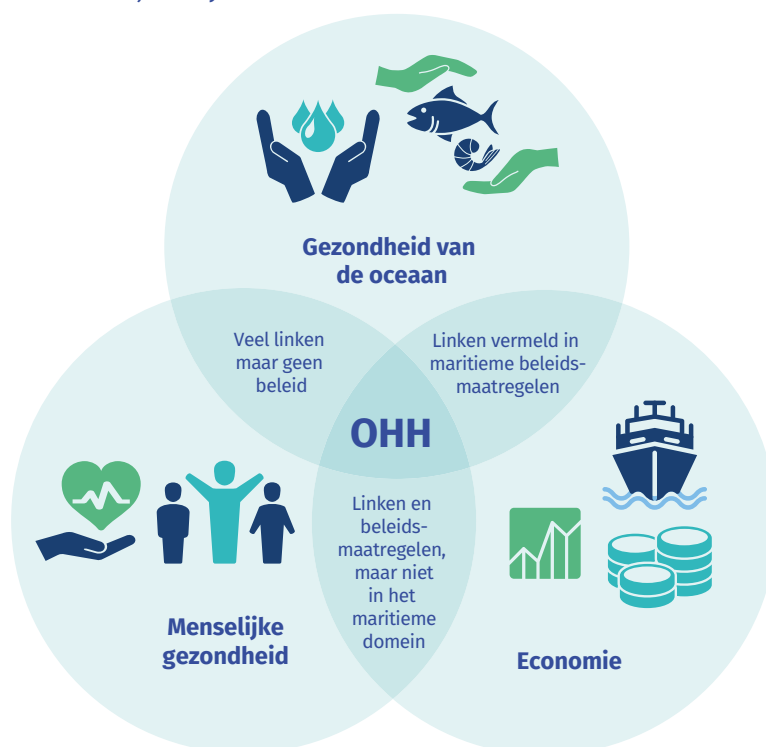 Gezondheid van
de oceaan
Veel linken
maar geen
beleid
Linken vermeld in
maritieme beleids-
maatregelen
OHH
Linken en
beleids-
maatregelen,
maar niet
in het
maritieme
domein
Menselijke
gezondheid
Economie